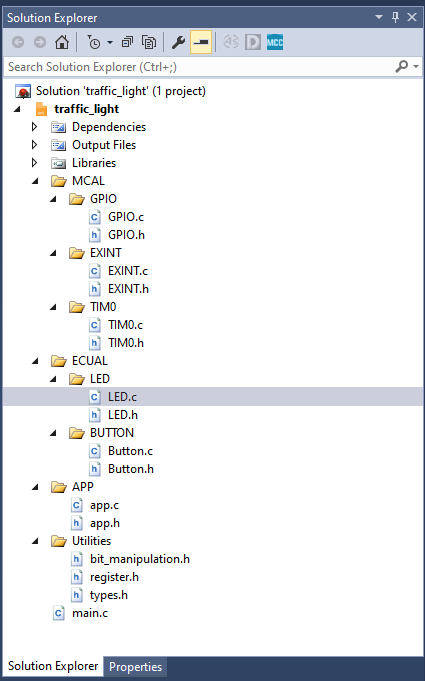 Solution Explorer
MCC
Search Solution Explorer (Ctrl+;)
Solution 'traffic_light' (1 project)
traffic_light
Dependencies
Output Files
Libraries
MCAL
GPIO
GPIO.c
GPIO.h
EXINT
EXINT.c
EXINT.h
TIM0
TIM0.c
TIM0.h
ECUAL
LED
LED.c
LED.h
BUTTON
Button.c
Button.h
APP
app.c
app.h
Utilities
bit_manipulation.h
register.h
types.h
main.c
Solution Explorer Properties